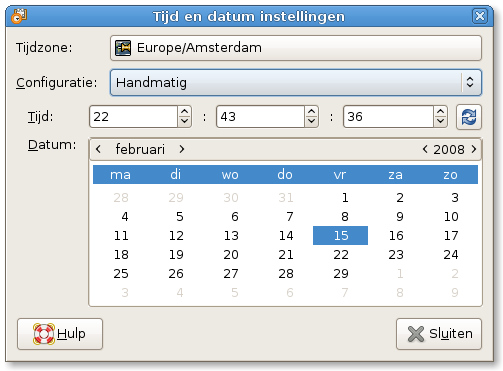 Tijd en datum instellingen
Tijdzone: Europe/Amsterdam
Configuratie: Handmatig
Tijd: 22 : 43 : 36
Datum: < februari > < 2008 >
ma di wo do vr za zo
28 29 30 31 1 2 3
4 5 6 7 8 9 10
11 12 13 14 15 16 17
18 19 20 21 22 23 24
25 26 27 28 29 1 2
3 4 5 6 7 8 9
Hulp Sluiten